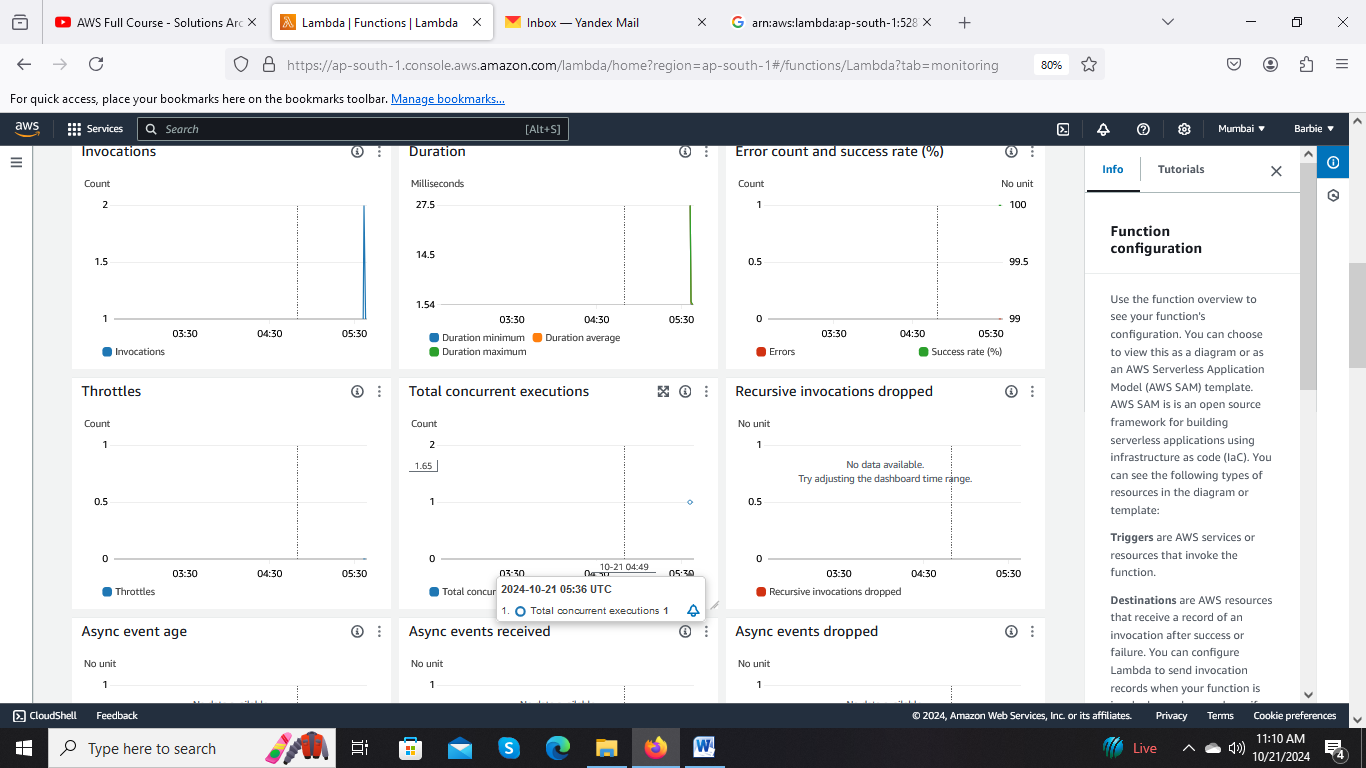 AWS Full Course - Solutions Arc
Lambda | Functions | Lambda
Inbox — Yandex Mail
arn:aws:lambda:ap-south-1:528
https://ap-south-1.console.aws.amazon.com/lambda/home?region=ap-south-1#/functions/Lambda?tab=monitoring
80%
For quick access, place your bookmarks here on the bookmarks toolbar. Manage bookmarks...
aws
Services
Search
[Alt+S]
Mumbai
Barbie
Invocations
Count
2
1.5
1
03:30
04:30
05:30
Invocations
Duration
Milliseconds
27.5
14.5
1.54
03:30
04:30
05:30
Duration minimum
Duration average
Duration maximum
Error count and success rate (%)
Count
No unit
1
100
0.5
99.5
0
99
03:30
04:30
05:30
Errors
Success rate (%)
Throttles
Count
1
0.5
0
03:30
04:30
05:30
Throttles
Total concurrent executions
Count
2
1.65
1
0
10-21 04:49
03:30
04:30
05:30
Total concur
2024-10-21 05:36 UTC
1. Total concurrent executions 1
Recursive invocations dropped
No unit
1
No data available.
Try adjusting the dashboard time range.
0.5
0
03:30
04:30
05:30
Recursive invocations dropped
Async event age
No unit
1
Async events received
No unit
1
Async events dropped
No unit
1
Info
Tutorials
Function
configuration
Use the function overview to
see your function's
configuration. You can choose
to view this as a diagram or as
an AWS Serverless Application
Model (AWS SAM) template.
AWS SAM is is an open source
framework for building
serverless applications using
infrastructure as code (IaC). You
can see the following types of
resources in the diagram or
template:
Triggers are AWS services or
resources that invoke the
function.
Destinations are AWS resources
that receive a record of an
invocation after success or
failure. You can configure
Lambda to send invocation
records when your function is
CloudShell
Feedback
© 2024, Amazon Web Services, Inc. or its affiliates.
Privacy
Terms
Cookie preferences
Type here to search
Live
11:10 AM
10/21/2024
4